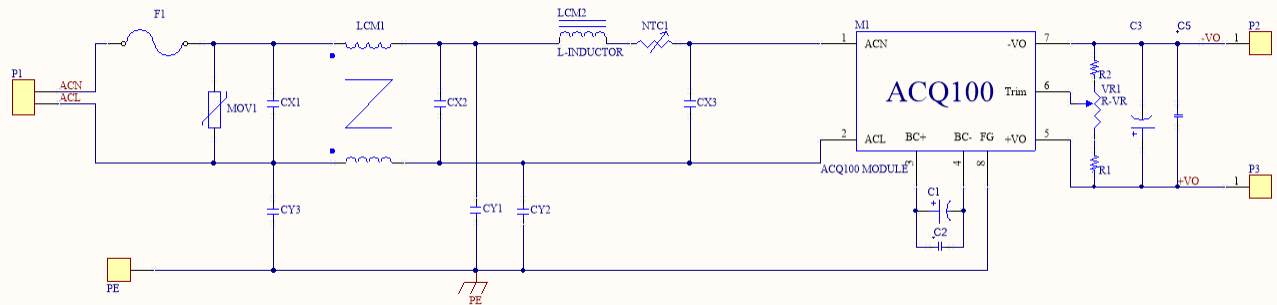 F1
LCM1
LCM2
L-INDUCTOR
NTC1
M1
C3
C5
-VO
P2
1
P1
ACN
ACL
MOV1
CX1
CX2
CX3
1
ACN
-VO
7
ACQ100
Trim
6
R2
VR1
R-VR
2
ACL
BC+
BC-
FG
+VO
5
ACQ100 MODULE
3
4
8
R1
+VO
1
P3
CY3
CY1
CY2
C1
+
C2
+
PE
PE